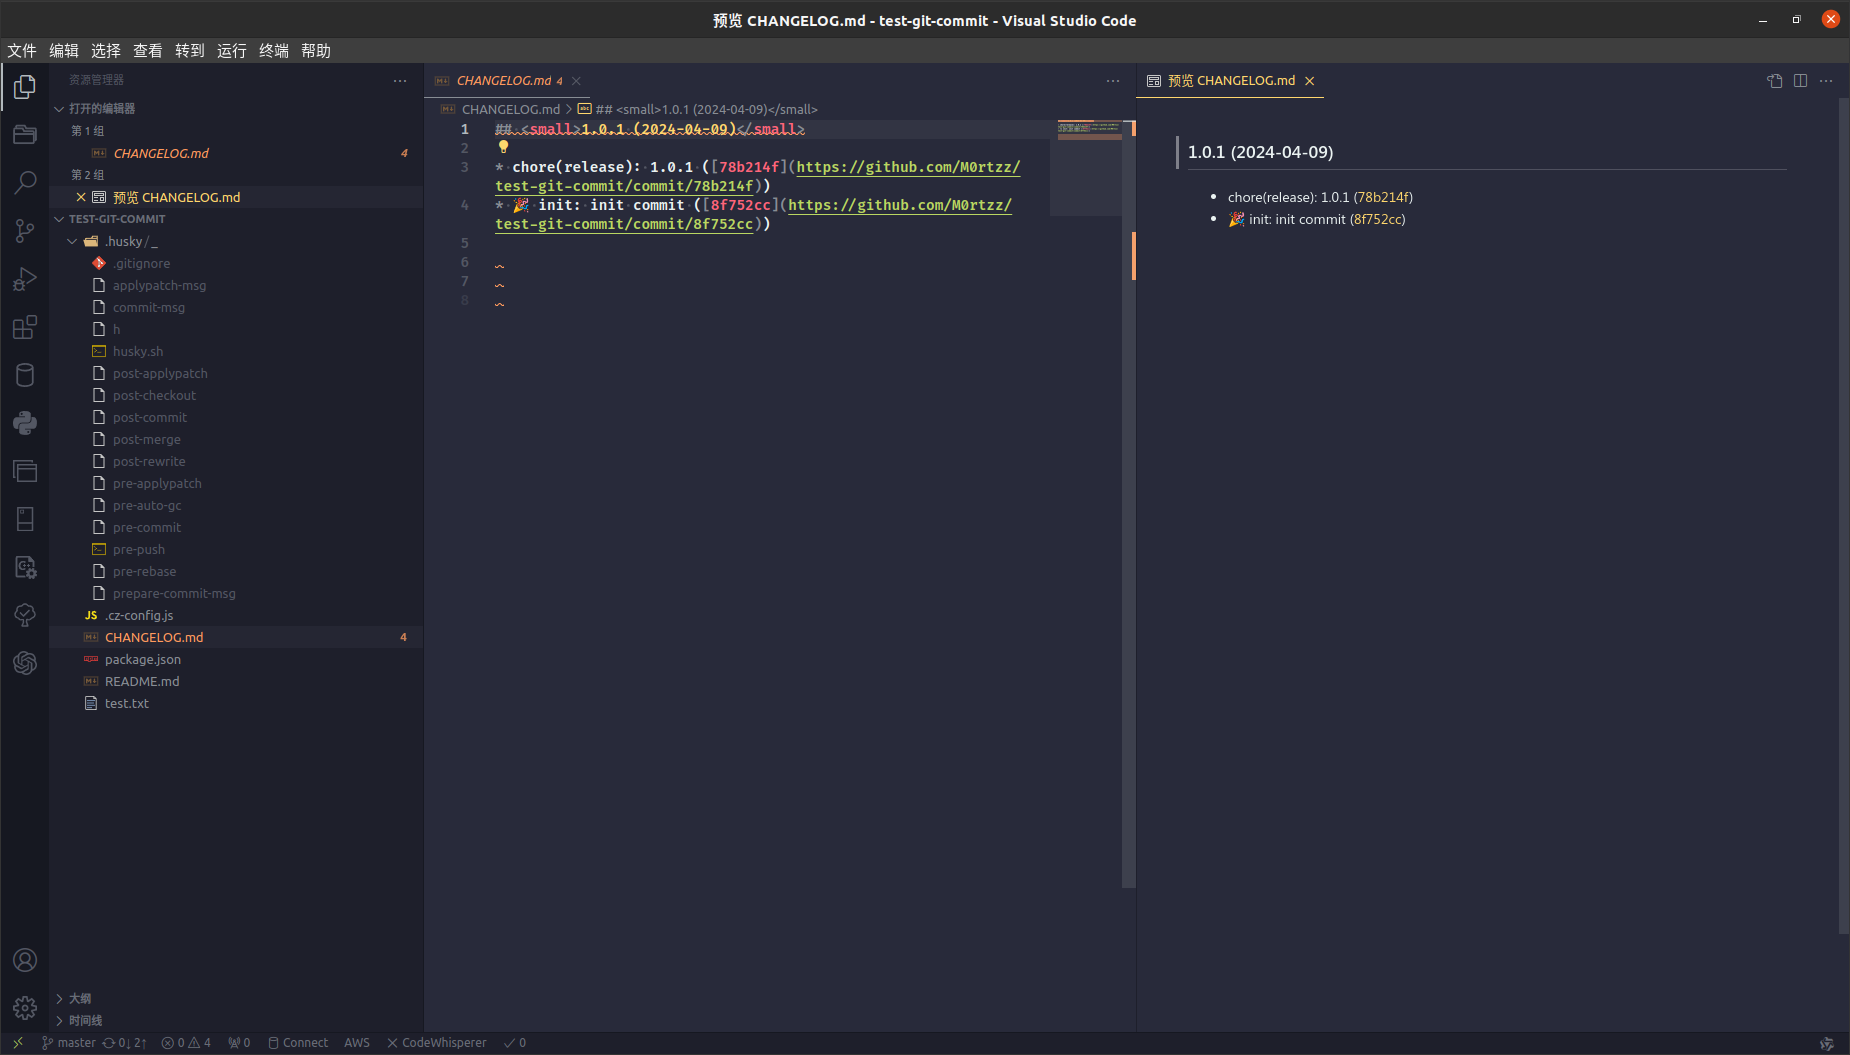 预览 CHANGELOG.md - test-git-commit - Visual Studio Code
文件 编辑 选择 查看 转到 运行 终端 帮助
资源管理器
打开的编辑器
第 1 组
CHANGELOG.md 4
第 2 组
预览 CHANGELOG.md
TEST-GIT-COMMIT
.husky / _
.gitignore
applypatch-msg
commit-msg
h
husky.sh
post-applypatch
post-checkout
post-commit
post-merge
post-rewrite
pre-applypatch
pre-auto-gc
pre-commit
pre-push
pre-rebase
prepare-commit-msg
JS .cz-config.js
CHANGELOG.md 4
package.json
README.md
test.txt
大纲
时间线
CHANGELOG.md 4
CHANGELOG.md > ## <small>1.0.1 (2024-04-09)</small>
1 ## <small>1.0.1 (2024-04-09)</small>
2
3 * chore(release): 1.0.1 ([78b214f](https://github.com/M0rtzz/
test-git-commit/commit/78b214f))
4 * 🎉 init: init commit ([8f752cc](https://github.com/M0rtzz/
test-git-commit/commit/8f752cc))
5
6
7
8
预览 CHANGELOG.md
1.0.1 (2024-04-09)
• chore(release): 1.0.1 (78b214f)
• 🎉 init: init commit (8f752cc)
master 0↓ 2↑ 0 4 0 Connect AWS CodeWhisperer 0